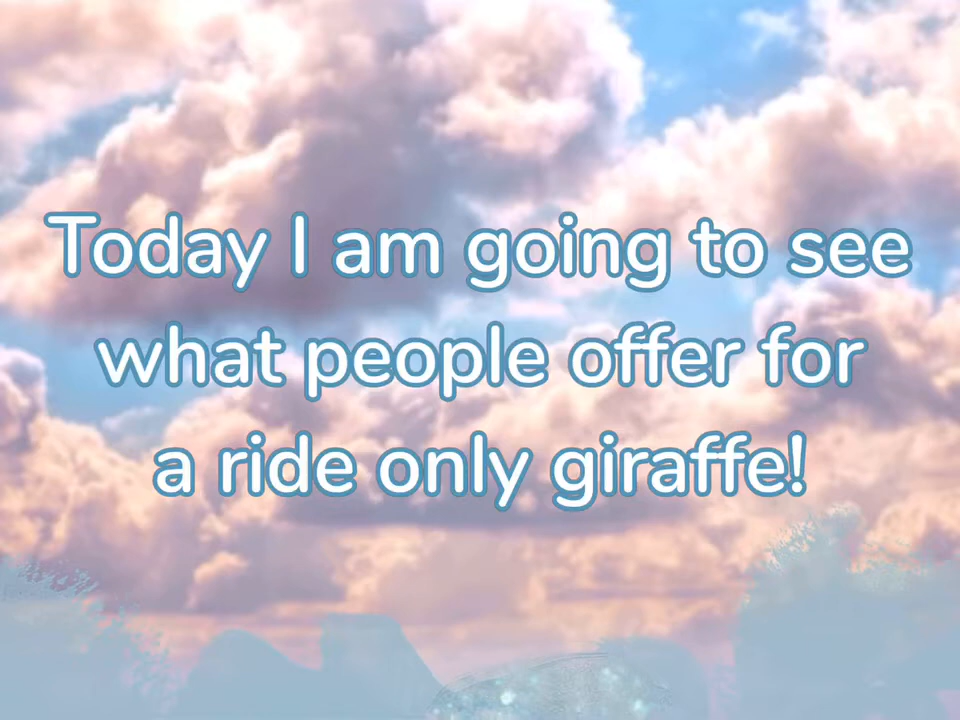 Today I am going to see
what people offer for
a ride only giraffe!